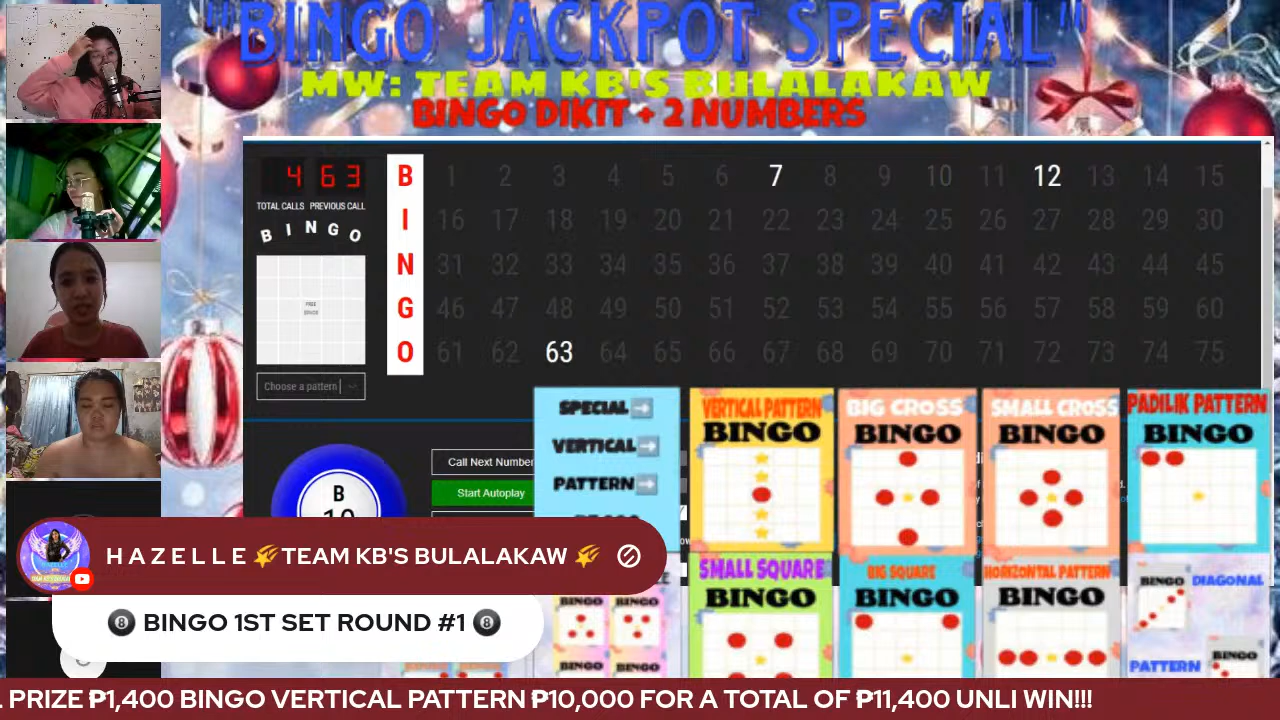 "BINGO JACKPOT SPECIAL"
MW: TEAM KB'S BULALAKAW
BINGO DIKIT + 2 NUMBERS
4 63
TOTAL CALLS PREVIOUS CALL
B I N G O
FREE
Choose a pattern
B 1 2 3 4 5 6 7 8 9 10 11 12 13 14 15
I 16 17 18 19 20 21 22 23 24 25 26 27 28 29 30
N 31 32 33 34 35 36 37 38 39 40 41 42 43 44 45
G 46 47 48 49 50 51 52 53 54 55 56 57 58 59 60
O 61 62 63 64 65 66 67 68 69 70 71 72 73 74 75
B
Call Next Number
Start Autoplay
SPECIAL
VERTICAL
PATTERN
VERTICAL PATTERN
BINGO
BIG CROSS
BINGO
SMALL CROSS
BINGO
PADILIK PATTERN
BINGO
SMALL SQUARE
BINGO
BIG SQUARE
BINGO
HORIZONTAL PATTERN
BINGO
BINGO DIAGONAL
PATTERN BINGO
BINGO BINGO
BINGO BINGO
H A Z E L L E TEAM KB'S BULALAKAW
8 BINGO 1ST SET ROUND #1 8
PRIZE ₱1,400 BINGO VERTICAL PATTERN ₱10,000 FOR A TOTAL OF ₱11,400 UNLI WIN!!!